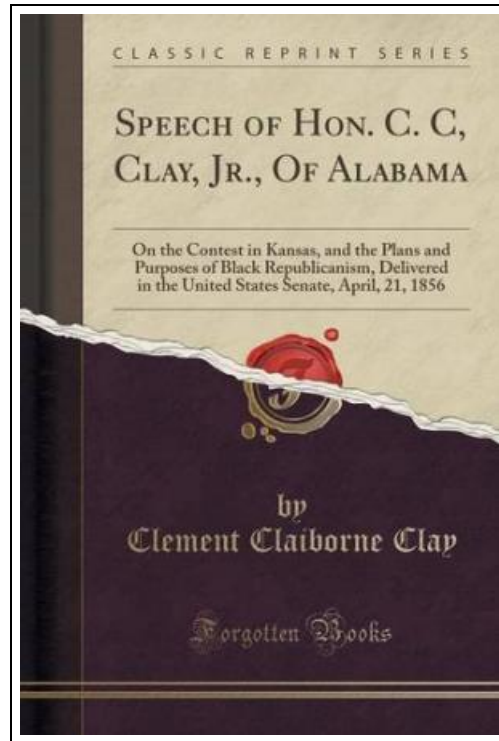 CLASSIC REPRINT SERIES
SPEECH OF HON. C. C,
CLAY, JR., OF ALABAMA
On the Contest in Kansas, and the Plans and
Purposes of Black Republicanism, Delivered
in the United States Senate, April, 21, 1856
by
Clement Claiborne Clay
Forgotten Books